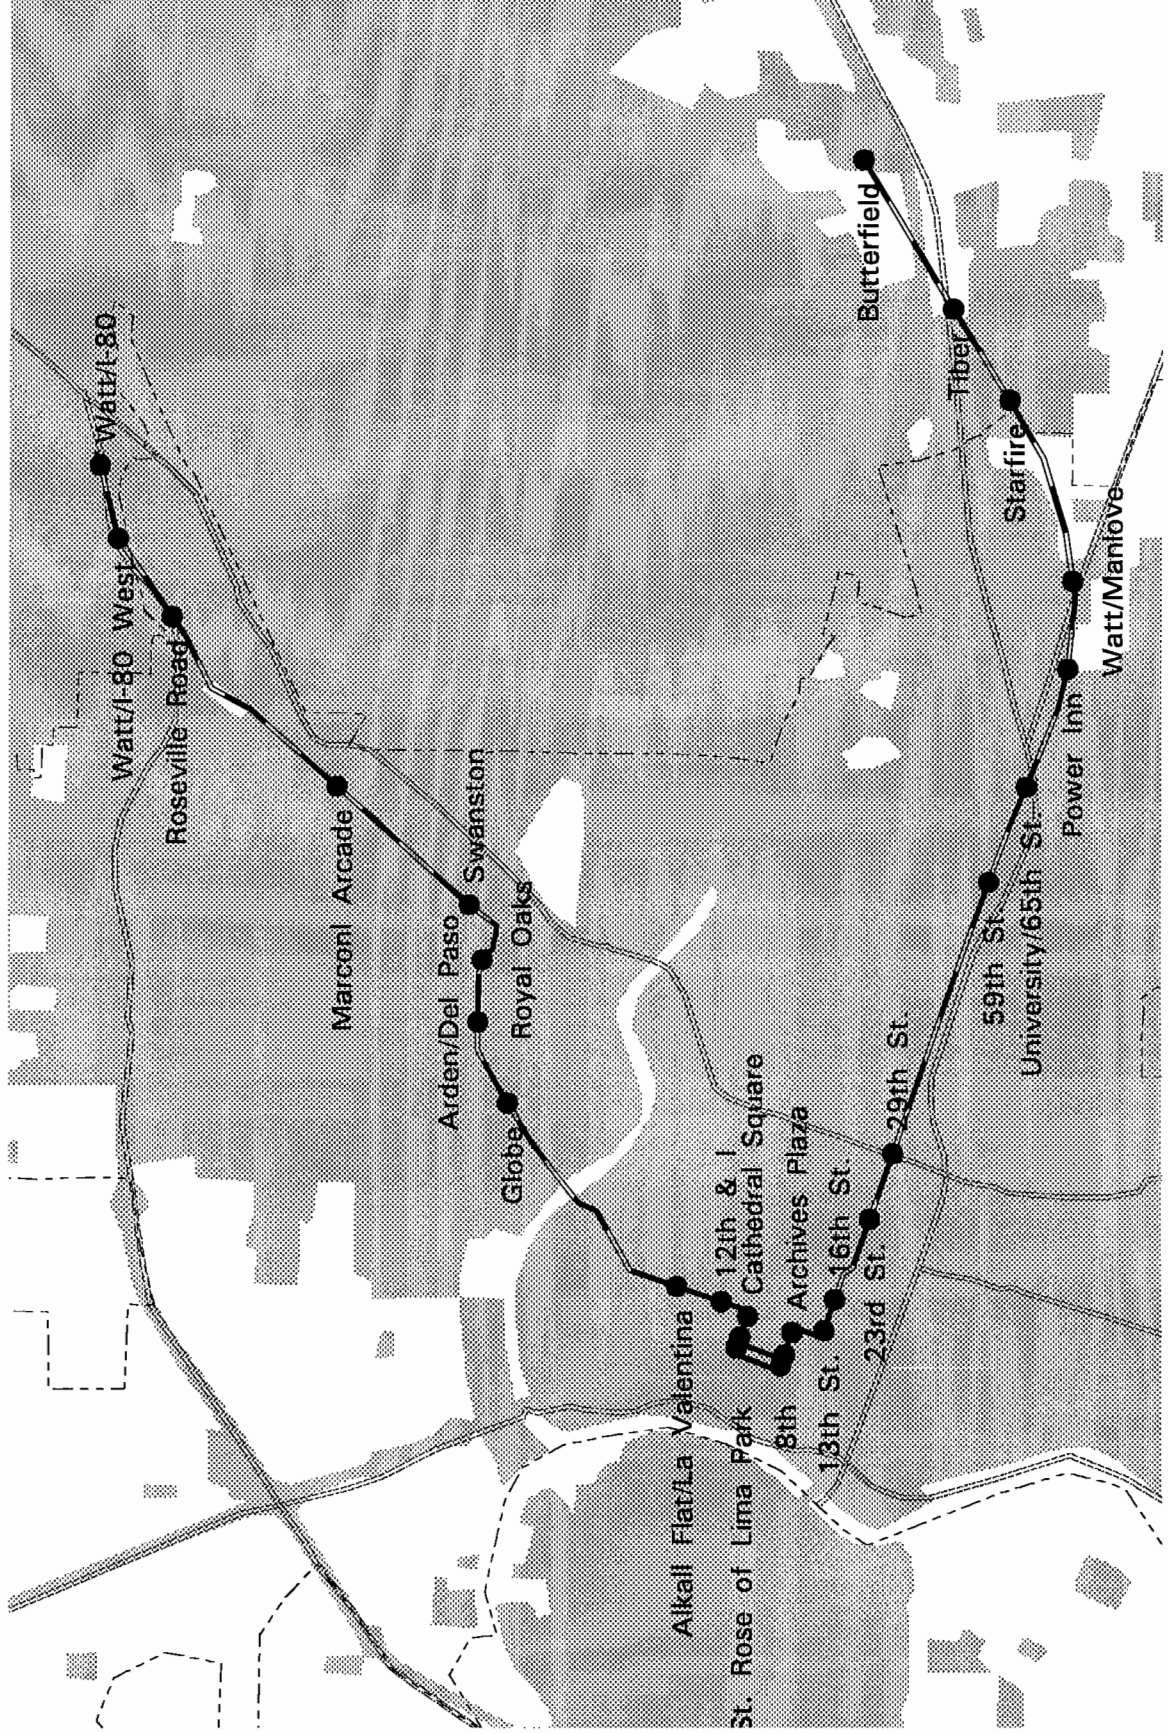 Watt/I-80
Watt/I-80 West
Roseville Road
Marconi Arcade
Swanston
Royal Oaks
Arden/Del Paso
Globe
Alkali Flat/La Valentina
12th & I
Cathedral Square
St. Rose of Lima Park
Archives Plaza
8th
13th St.
16th St.
23rd St.
29th St.
59th St.
University/65th St.
Power Inn
Watt/Manlove
Starfire
Tiber
Butterfield